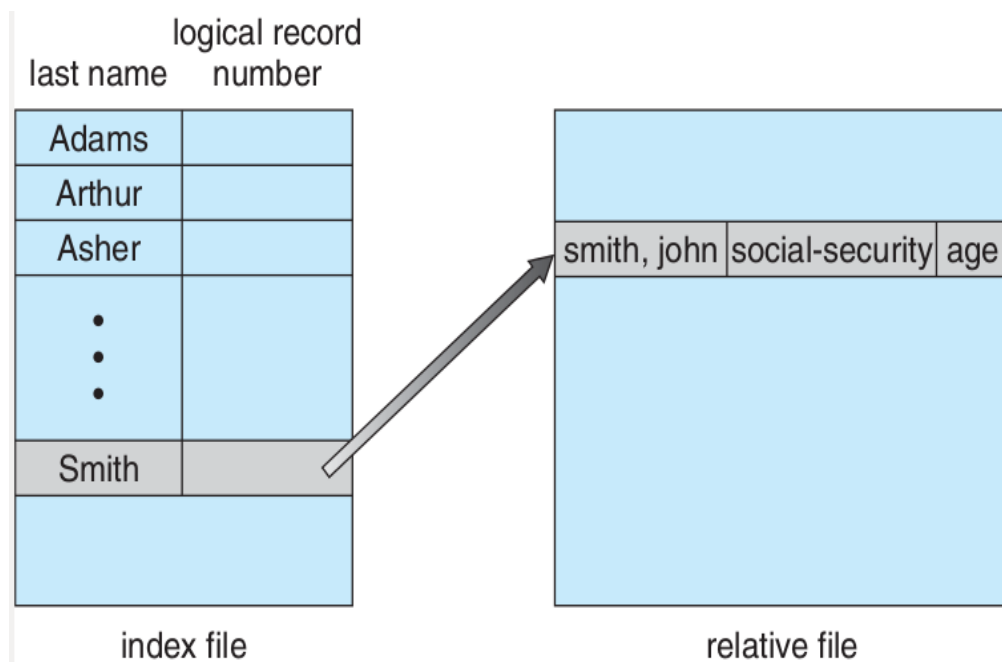 logical record
last name number
Adams
Arthur
Asher
Smith
smith, john social-security age
index file
relative file